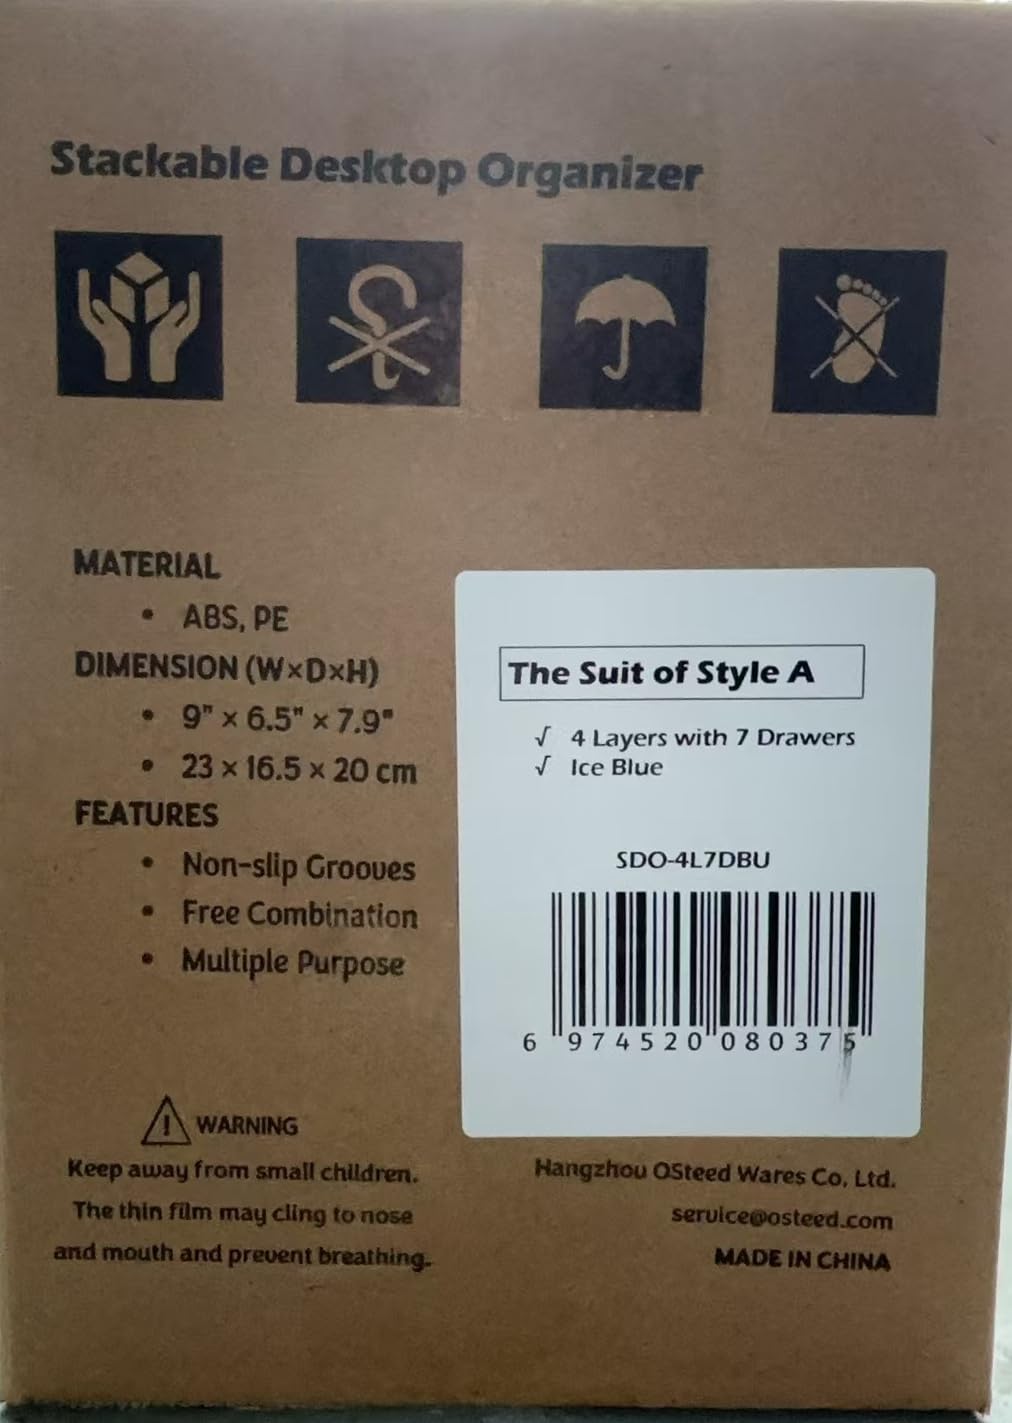 Stackable Desktop Organizer
MATERIAL
• ABS, PE
DIMENSION (W×D×H)
• 9" × 6.5" × 7.9"
• 23 × 16.5 × 20 cm
FEATURES
• Non-slip Grooves
• Free Combination
• Multiple Purpose
The Suit of Style A
√ 4 Layers with 7 Drawers
√ Ice Blue
SDO-4L7DBU
6 974520 080375
WARNING
Keep away from small children.
The thin film may cling to nose
and mouth and prevent breathing.
Hangzhou OSteed Wares Co, Ltd.
service@osteed.com
MADE IN CHINA